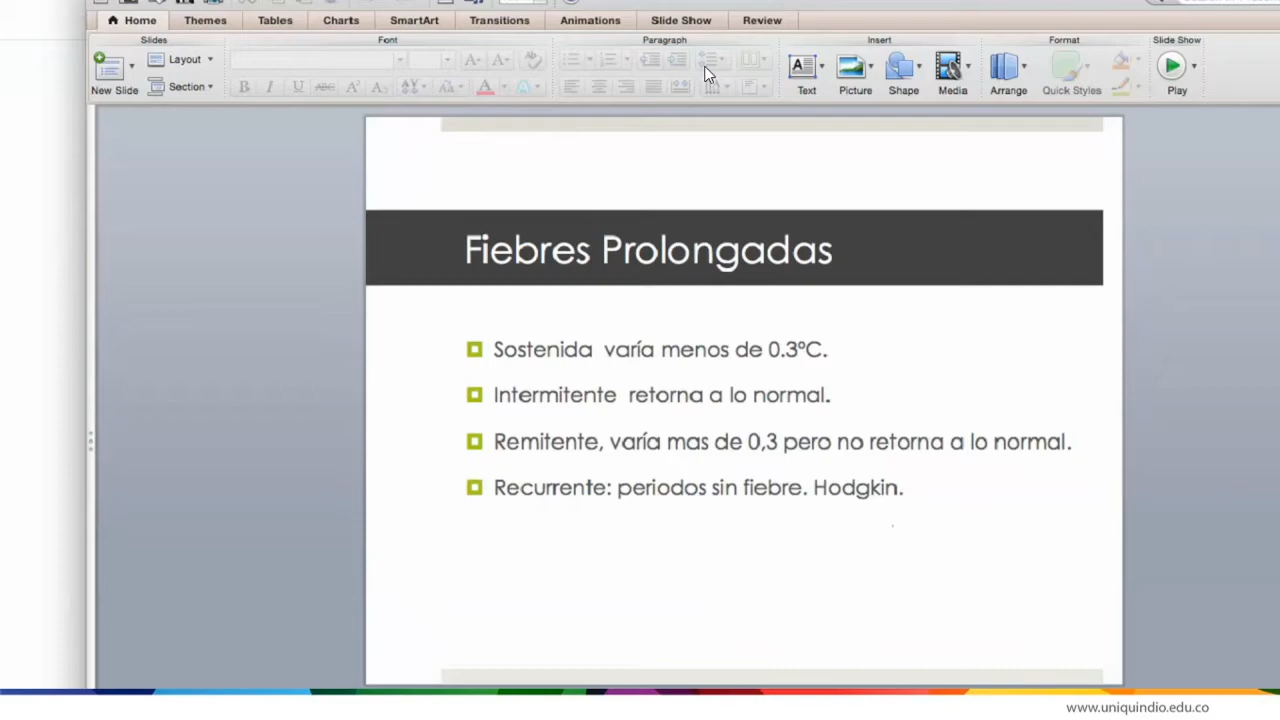 Home Themes Tables Charts SmartArt Transitions Animations Slide Show Review
Slides Font Paragraph Insert Format Slide Show
Layout
Section
New Slide Text Picture Shape Media Arrange Quick Styles Play
Fiebres Prolongadas
Sostenida varía menos de 0.3ºC.
Intermitente retorna a lo normal.
Remitente, varía mas de 0,3 pero no retorna a lo normal.
Recurrente: periodos sin fiebre. Hodgkin.
www.uniquindio.edu.co